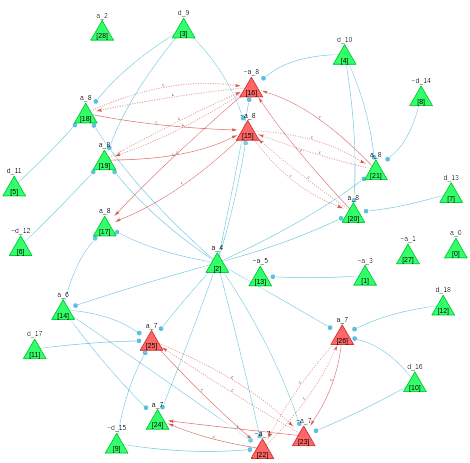 a_2
[28]
d_9
[3]
d_10
[4]
¬a_8
[16]
¬d_14
[8]
a_8
[18]
¬a_8
[15]
a_8
[19]
a_8
[21]
d_11
[5]
d_13
[7]
a_8
[20]
a_8
[17]
¬d_12
[6]
a_0
[0]
¬a_1
[27]
a_4
[2]
¬a_5
[13]
¬a_3
[1]
a_6
[14]
d_18
[12]
a_7
[25]
a_7
[26]
d_17
[11]
d_16
[10]
a_7
[24]
¬d_15
[9]
[22]
¬a_7
[23]